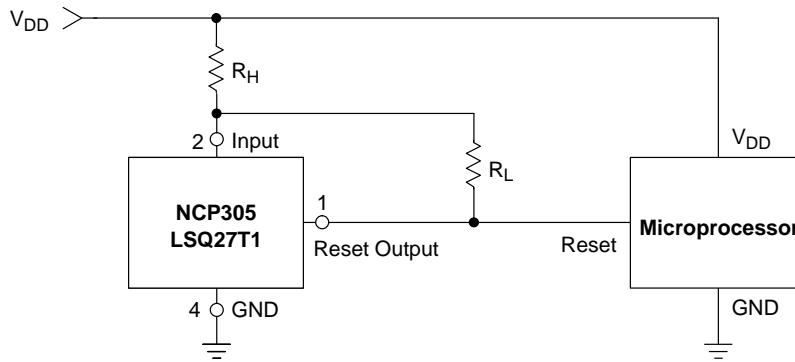 VDD
RH
2 Input
VDD
RL
NCP305
LSQ27T1
1
Reset Output
Reset
Microprocessor
4 GND
GND